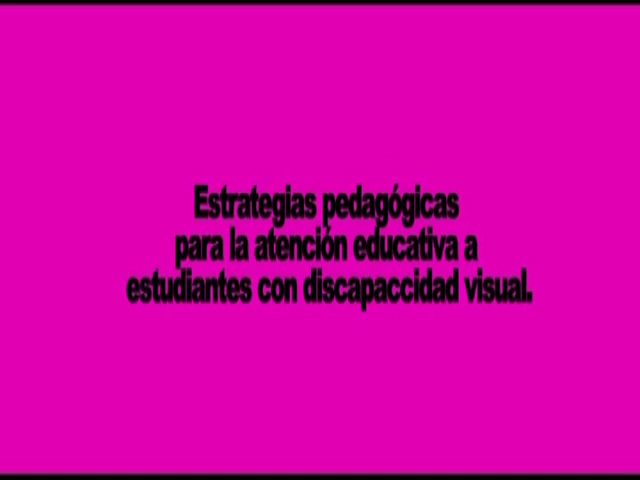 Estrategias pedagógicas
para la atención educativa a
estudiantes con discapaccidad visual.